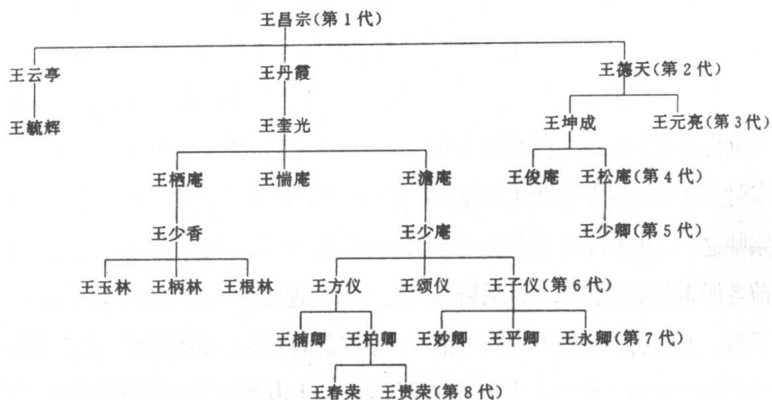 王昌宗(第1代)
王云亭 王丹霞 王德天(第2代)
王毓辉 王奎光 王坤成 王元亮(第3代)
王栖庵 王惴庵 王澹庵 王俊庵 王松庵(第4代)
王少香 王少庵 王少卿(第5代)
王玉林 王柄林 王根林 王方仪 王颂仪 王子仪(第6代)
王楠卿 王柏卿 王妙卿 王平卿 王永卿(第7代)
王春荣 王贵荣(第8代)